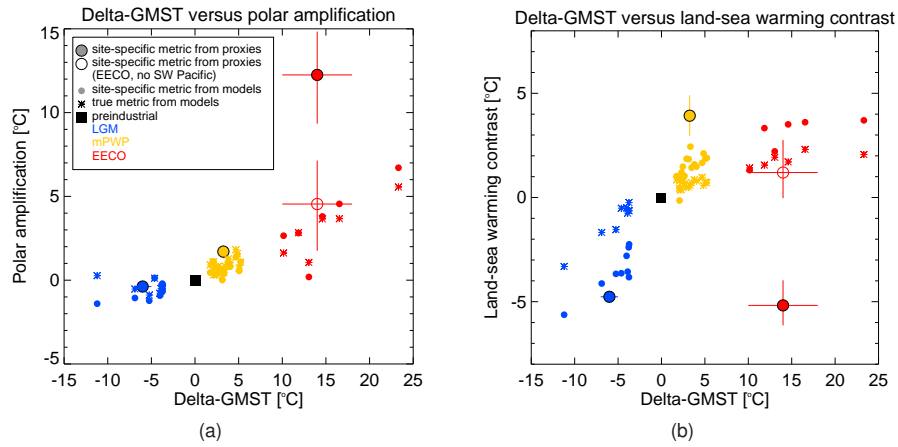 Delta-GMST versus polar amplification
15
10
5
0
-5
Polar amplification [°C]
site-specific metric from proxies
site-specific metric from proxies
(EECO, no SW Pacific)
site-specific metric from models
true metric from models
preindustrial
LGM
mPWP
EECO
-15 -10 -5 0 5 10 15 20 25
Delta-GMST [°C]
(a)
Delta-GMST versus land-sea warming contrast
5
0
-5
Land-sea warming contrast [°C]
-15 -10 -5 0 5 10 15 20 25
Delta-GMST [°C]
(b)